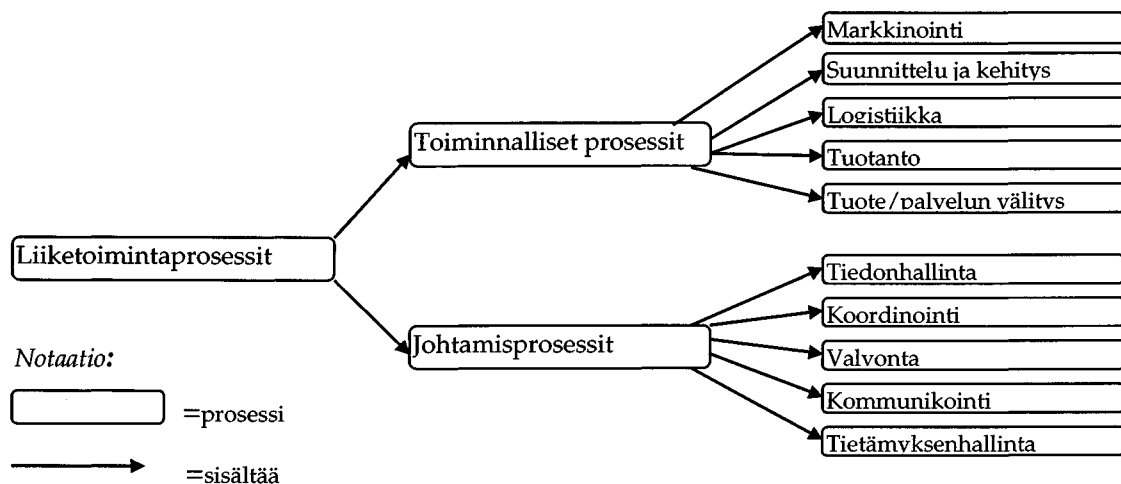 Markkinointi
Suunnittelu ja kehitys
Logistiikka
Toiminnalliset prosessit
Tuotanto
Tuote/palvelun välitys
Liiketoimintaprosessit
Tiedonhallinta
Koordinointi
Johtamisprosessit
Valvonta
Kommunikointi
Tietämyksenhallinta
Notaatio:
=prosessi
=sisältää